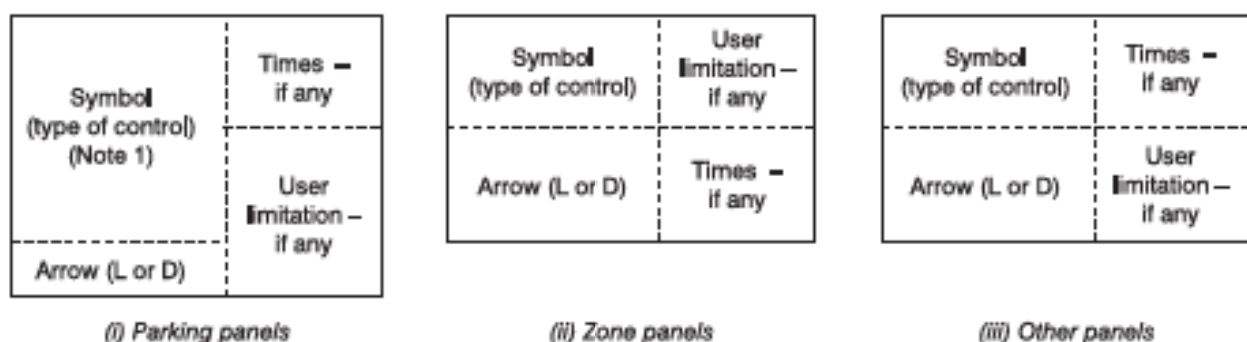 Symbol
(type of control)
(Note 1)
Times –
if any
User
limitation –
if any
Arrow (L or D)
(i) Parking panels
Symbol
(type of control)
User
limitation –
if any
Arrow (L or D)
Times –
if any
(ii) Zone panels
Symbol
(type of control)
Times –
if any
Arrow (L or D)
User
limitation –
if any
(iii) Other panels